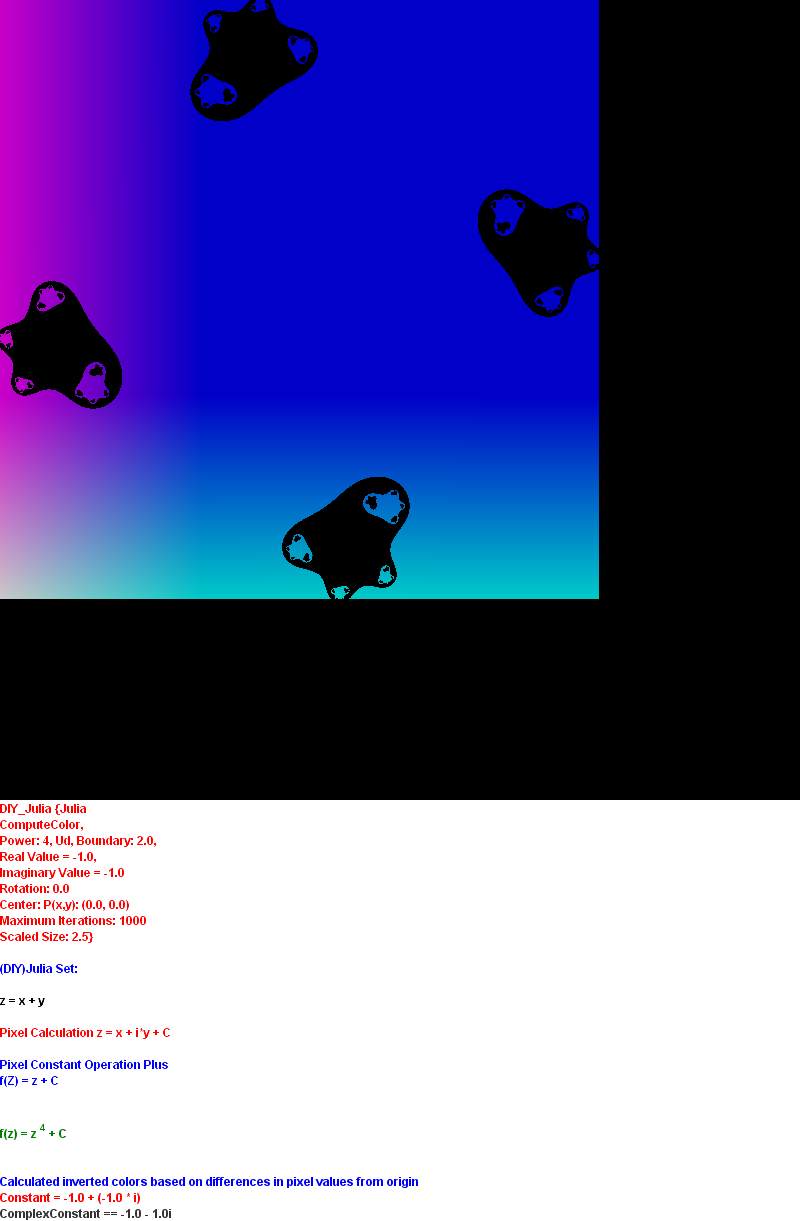 DIY_Julia {Julia
ComputeColor,
Power: 4, Ud, Boundary: 2.0,
Real Value = -1.0,
Imaginary Value = -1.0
Rotation: 0.0
Center: P(x,y): (0.0, 0.0)
Maximum Iterations: 1000
Scaled Size: 2.5}
(DIY)Julia Set:
z = x + y
Pixel Calculation z = x + i*y + C
Pixel Constant Operation Plus
f(Z) = z + C
f(z) = z 4 + C
Calculated inverted colors based on differences in pixel values from origin
Constant = -1.0 + (-1.0 * i)
ComplexConstant == -1.0 - 1.0i